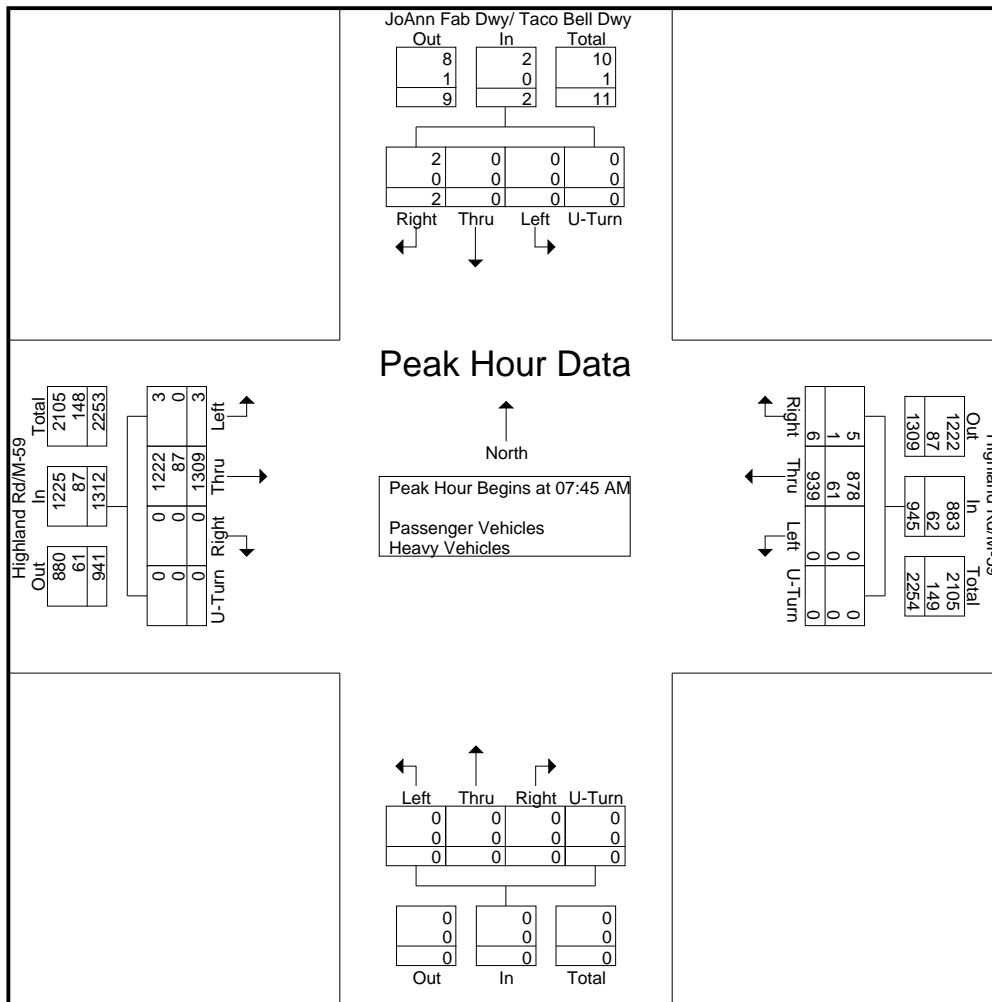 JoAnn Fab Dwy/ Taco Bell Dwy
Out In Total
8 2 10
1 0 1
9 2 11
2 0 0 0
0 0 0 0
2 0 0 0
Right Thru Left U-Turn
Peak Hour Data
North
Peak Hour Begins at 07:45 AM
Passenger Vehicles
Heavy Vehicles
Highland Rd/M-59
Total In Out
2105 1225 880
148 87 61
2253 1312 941
3 1222 0 0
0 87 0 0
3 1309 0 0
Left Thru Right U-Turn
Highland Rd/M-59
Out In Total
1222 883 2105
87 62 149
1309 945 2254
5 878 0 0
1 61 0 0
6 939 0 0
Right Thru Left U-Turn
Left Thru Right U-Turn
0 0 0 0
0 0 0 0
0 0 0 0
0 0 0
0 0 0
0 0 0
Out In Total